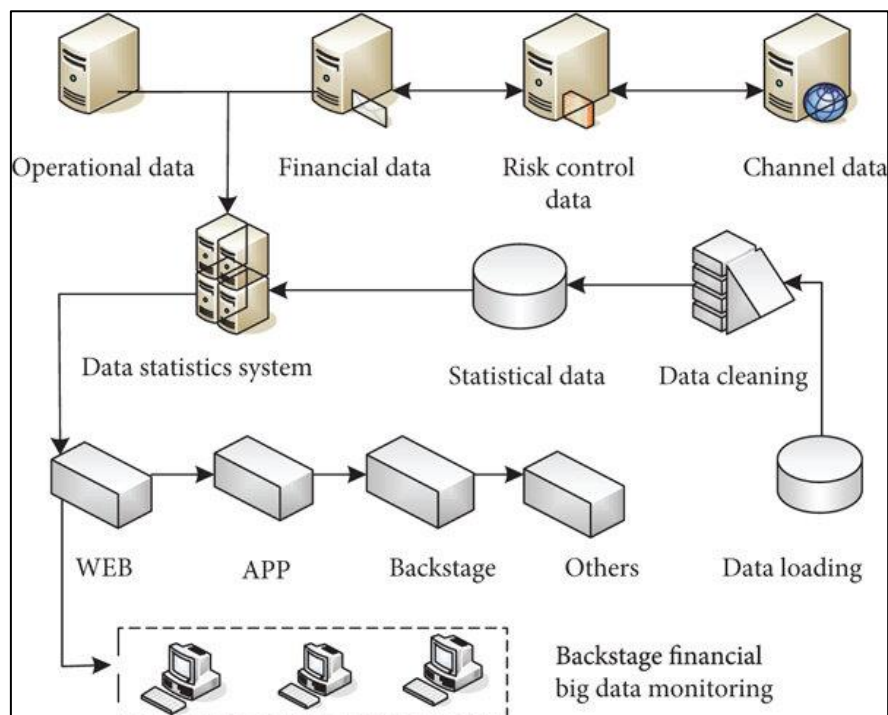 Operational data
Financial data
Risk control
data
Channel data
Data statistics system
Statistical data
Data cleaning
WEB
APP
Backstage
Others
Data loading
Backstage financial
big data monitoring